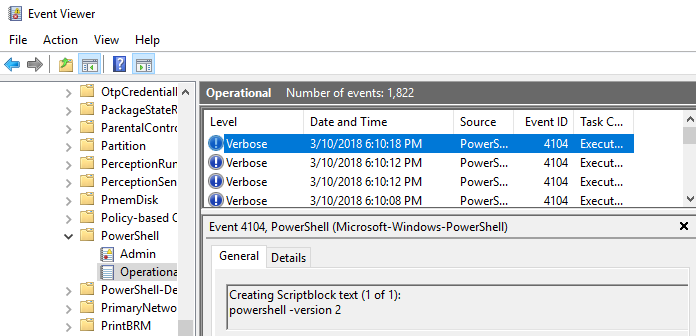 Event Viewer
File Action View Help
OtpCredentialI
PackageStateR
ParentalContro
Partition
PerceptionRun
PerceptionSen
PmemDisk
Policy-based C
PowerShell
Admin
Operationa
PowerShell-De
PrimaryNetwo
PrintBRM
Operational Number of events: 1,822
Level Date and Time Source Event ID Task C...
Verbose 3/10/2018 6:10:18 PM PowerS... 4104 Execut...
Verbose 3/10/2018 6:10:12 PM PowerS... 4104 Execut...
Verbose 3/10/2018 6:10:12 PM PowerS... 4104 Execut...
Verbose 3/10/2018 6:10:08 PM PowerS... 4104 Execut...
Event 4104, PowerShell (Microsoft-Windows-PowerShell)
General Details
Creating Scriptblock text (1 of 1):
powershell -version 2